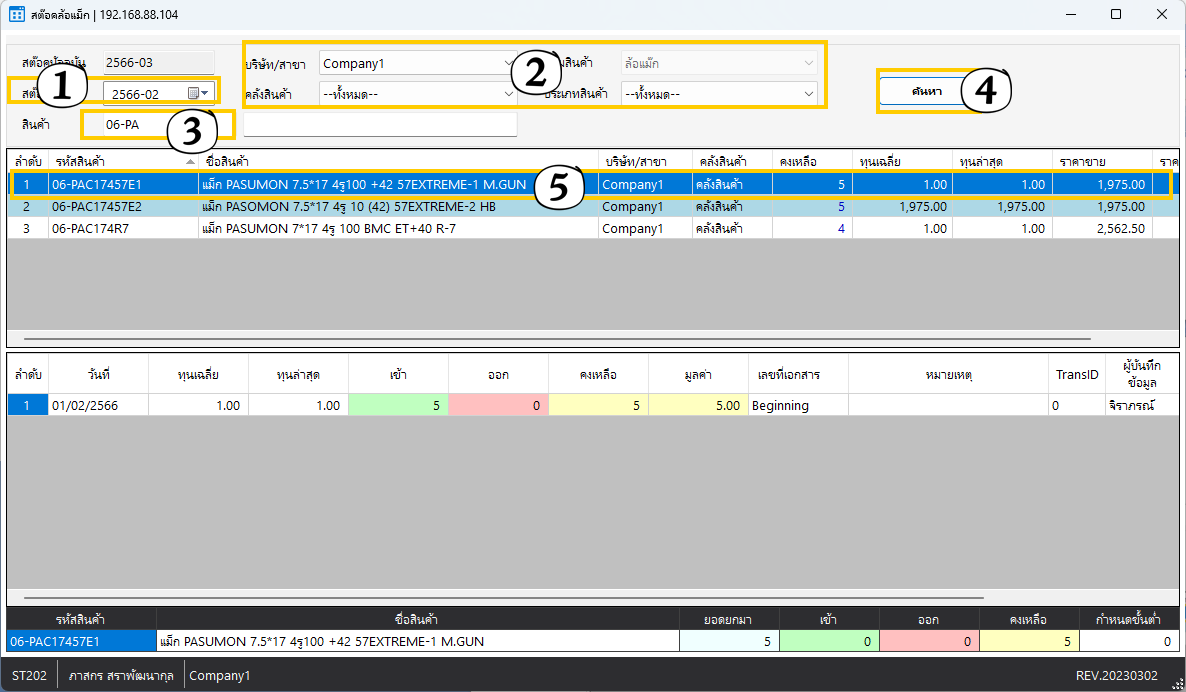 สต๊อคล้อแม็ก | 192.168.88.104
สต๊อคปัจจุบัน 2566-03 บริษัท/สาขา Company1 สินค้า ล้อแม๊ก
1 2566-02 คลังสินค้า --ทั้งหมด-- 2 ประเภทสินค้า --ทั้งหมด-- ค้นหา 4
สินค้า 06-PA 3
ลำดับ รหัสสินค้า ชื่อสินค้า บริษัท/สาขา คลังสินค้า คงเหลือ ทุนเฉลี่ย ทุนล่าสุด ราคาขาย
1 06-PAC17457E1 แม็ก PASUMON 7.5*17 4รู100 +42 57EXTREME-1 M.GUN 5 Company1 คลังสินค้า 5 1.00 1.00 1,975.00
2 06-PAC17457E2 แม็ก PASOMON 7.5*17 4รู 10 (42) 57EXTREME-2 HB Company1 คลังสินค้า 5 1,975.00 1,975.00 1,975.00
3 06-PAC174R7 แม็ก PASUMON 7*17 4รู 100 BMC ET+40 R-7 Company1 คลังสินค้า 4 1.00 1.00 2,562.50
ลำดับ วันที่ ทุนเฉลี่ย ทุนล่าสุด เข้า ออก คงเหลือ มูลค่า เลขที่เอกสาร หมายเหตุ TransID ผู้บันทึก
ข้อมูล
1 01/02/2566 1.00 1.00 5 0 5 5.00 Beginning 0 จิราภรณ์
รหัสสินค้า ชื่อสินค้า ยอดยกมา เข้า ออก คงเหลือ กำหนดขั้นต่ำ
06-PAC17457E1 แม็ก PASUMON 7.5*17 4รู100 +42 57EXTREME-1 M.GUN 5 0 0 5 0
ST202 ภาสกร สราพัฒนากุล Company1 REV.20230302